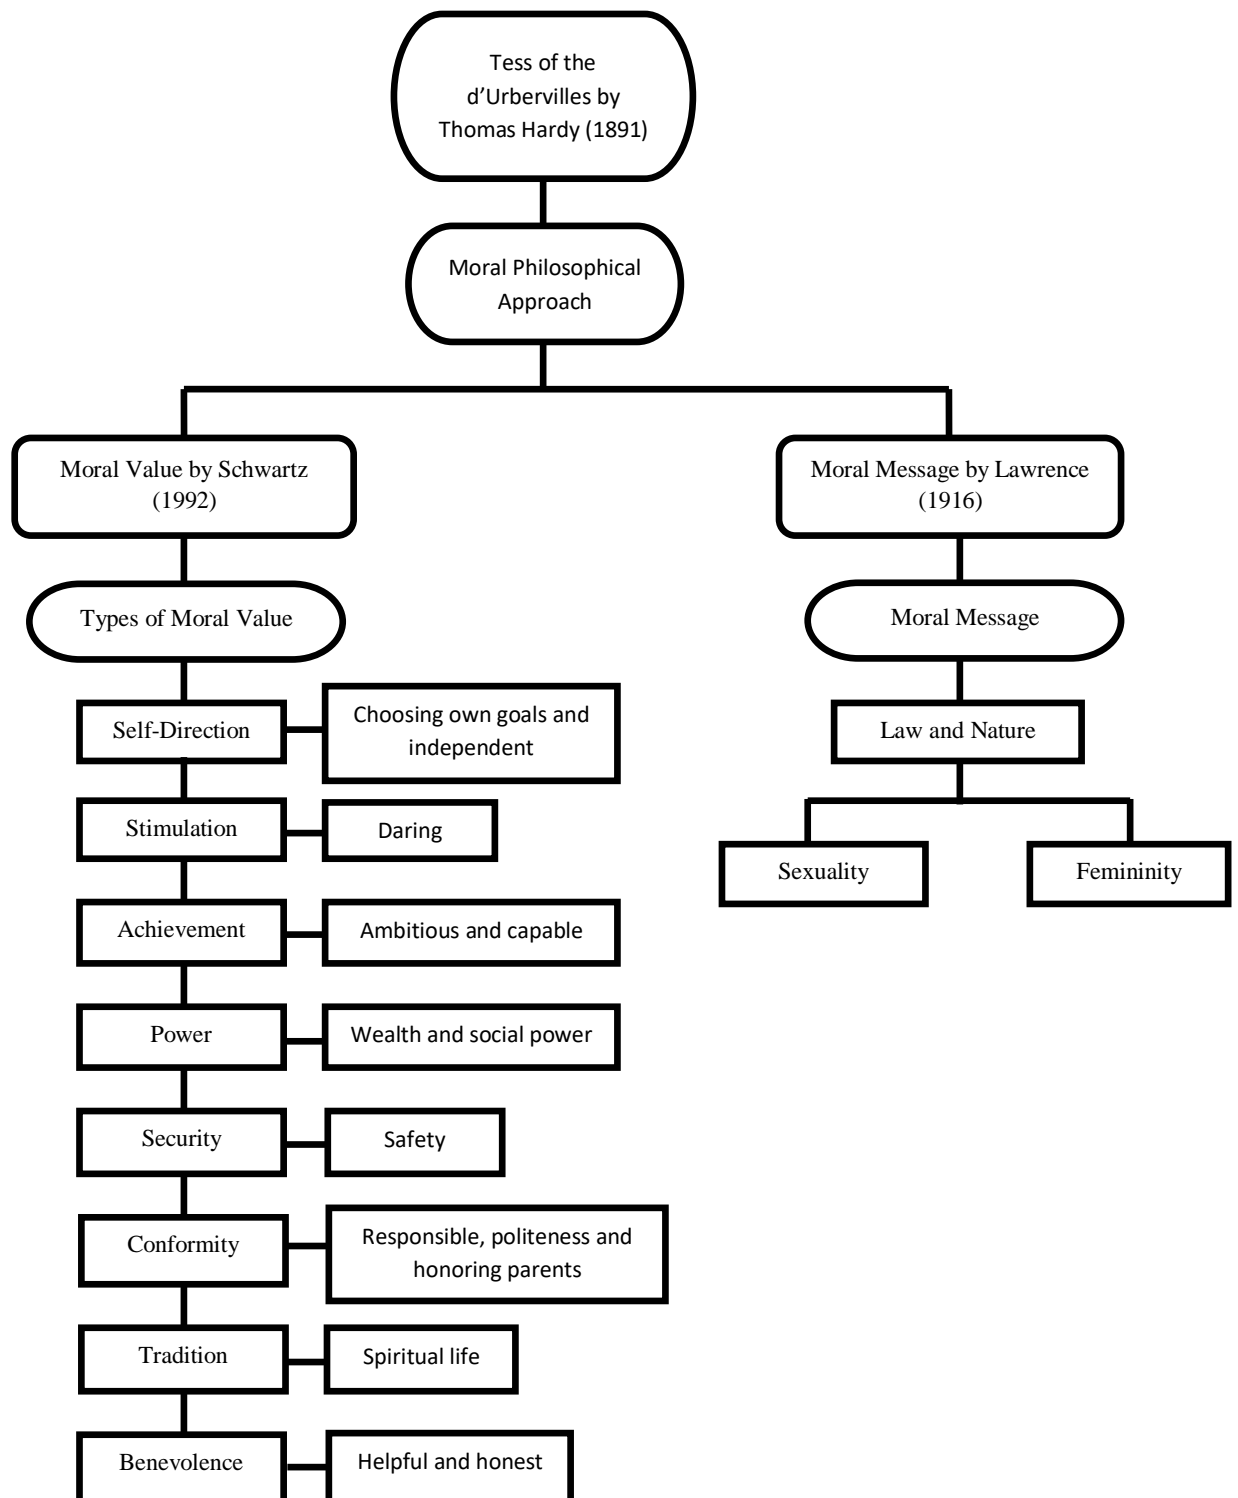 Tess of the
d’Urbervilles by
Thomas Hardy (1891)
Moral Philosophical
Approach
Moral Value by Schwartz
(1992)
Moral Message by Lawrence
(1916)
Types of Moral Value
Moral Message
Self-Direction
Choosing own goals and
independent
Law and Nature
Stimulation
Daring
Sexuality
Femininity
Achievement
Ambitious and capable
Power
Wealth and social power
Security
Safety
Conformity
Responsible, politeness and
honoring parents
Tradition
Spiritual life
Benevolence
Helpful and honest